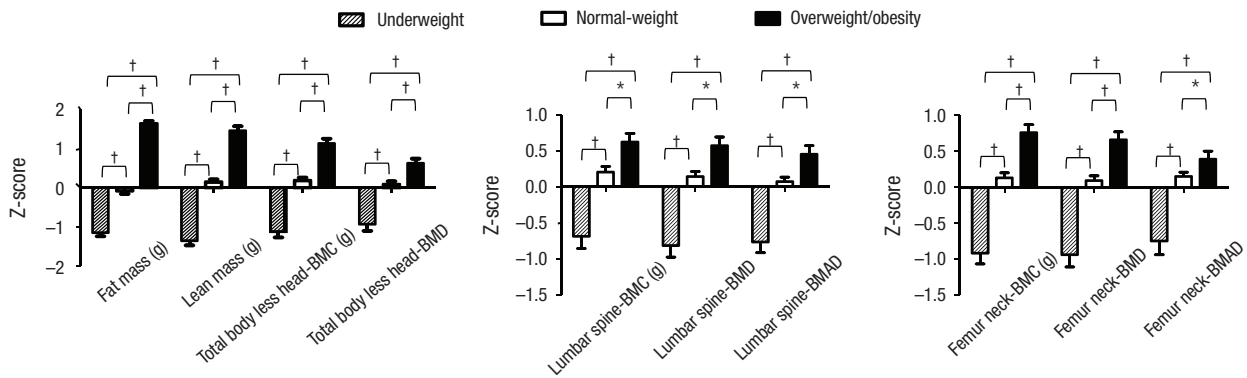 Underweight
Normal-weight
Overweight/obesity
Z-score
2
1
0
–1
–2
† † † †
† † † †
† † † †
Fat mass (g)
Lean mass (g)
Total body less head-BMC (g)
Total body less head-BMD
Z-score
1.0
0.5
0.0
–0.5
–1.0
–1.5
† † †
* * *
† † †
Lumbar spine-BMC (g)
Lumbar spine-BMD
Lumbar spine-BMAD
Z-score
1.0
0.5
0.0
–0.5
–1.0
–1.5
† † †
† † *
† † †
Femur neck-BMC (g)
Femur neck-BMD
Femur neck-BMAD